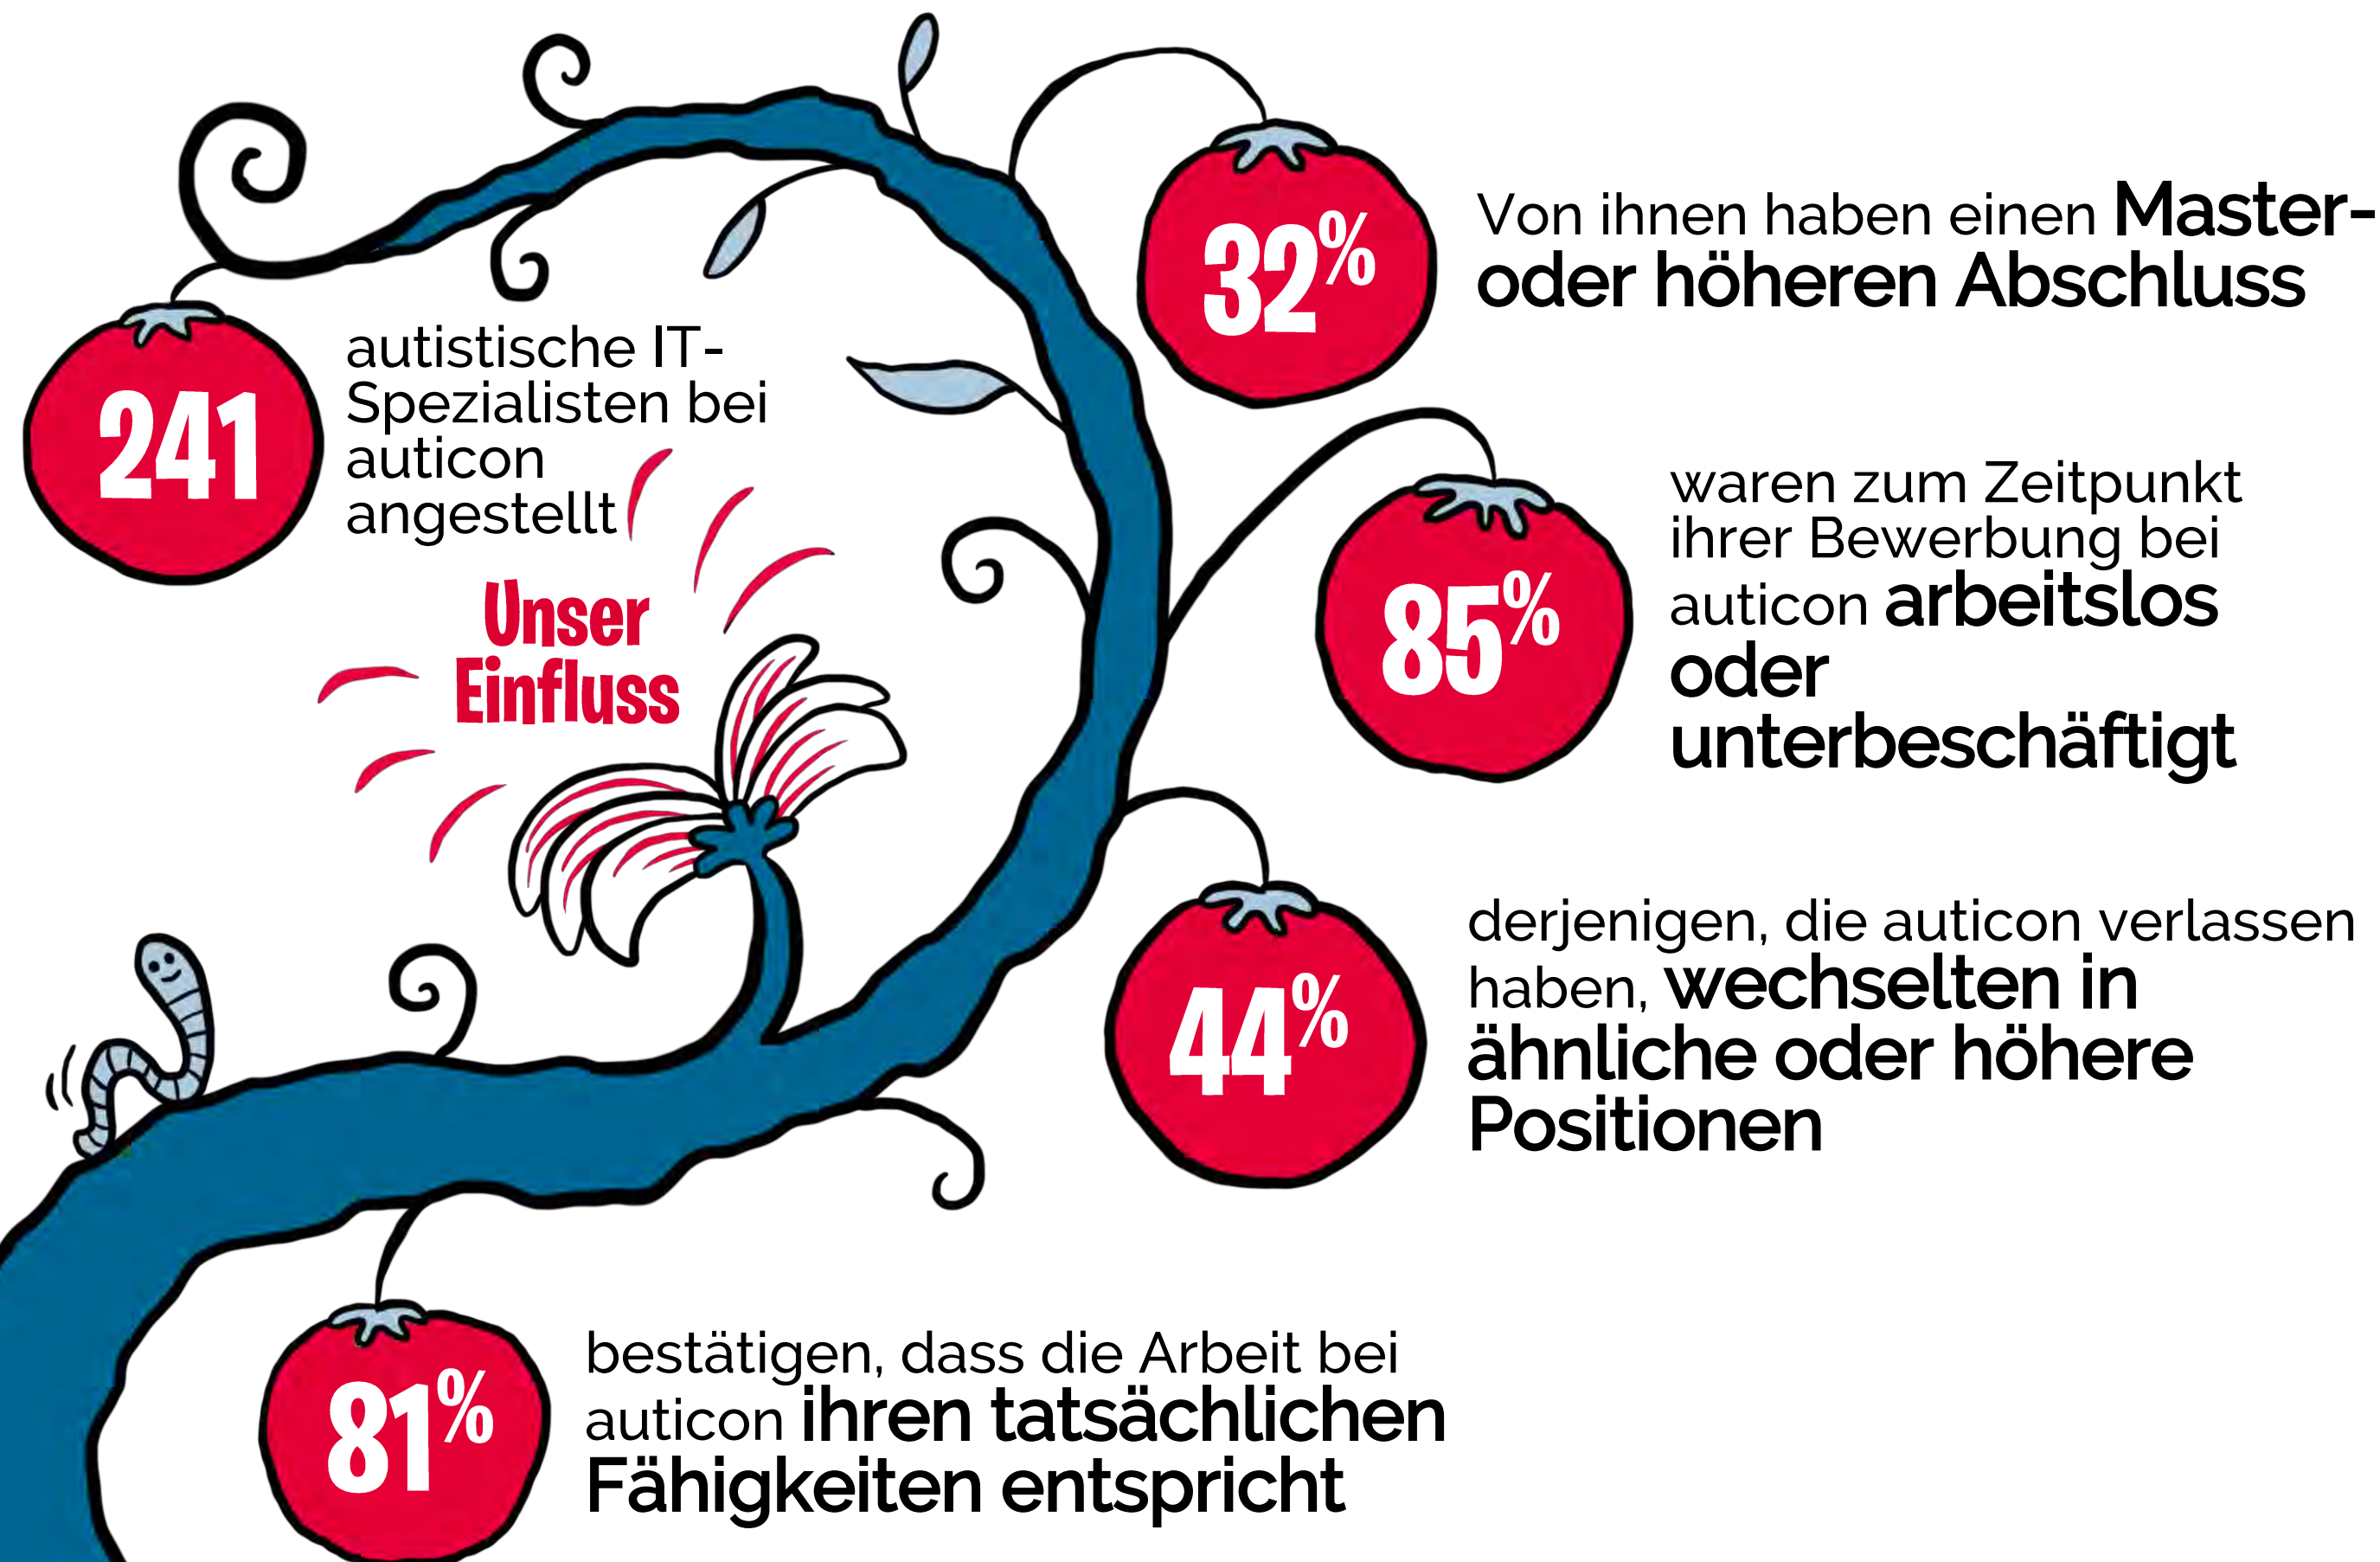 241
autistische IT-
Spezialisten bei
auticon
angestellt
Unser
Einfluss
32%
Von ihnen haben einen Master-
oder höheren Abschluss
85%
waren zum Zeitpunkt
ihrer Bewerbung bei
auticon arbeitslos
oder
unterbeschäftigt
44%
derjenigen, die auticon verlassen
haben, wechselten in
ähnliche oder höhere
Positionen
81%
bestätigen, dass die Arbeit bei
auticon ihren tatsächlichen
Fähigkeiten entspricht